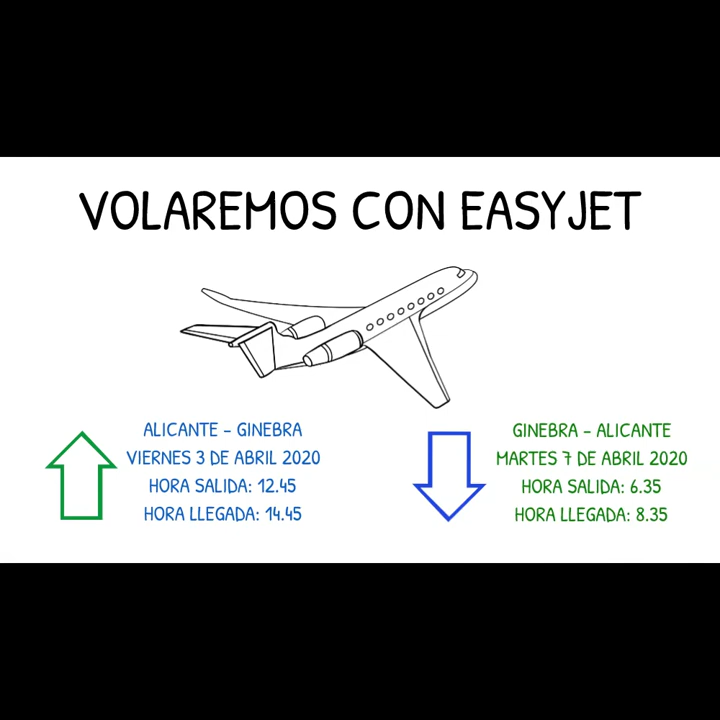 VOLAREMOS CON EASYJET
ALICANTE - GINEBRA
VIERNES 3 DE ABRIL 2020
HORA SALIDA: 12.45
HORA LLEGADA: 14.45
GINEBRA - ALICANTE
MARTES 7 DE ABRIL 2020
HORA SALIDA: 6.35
HORA LLEGADA: 8.35